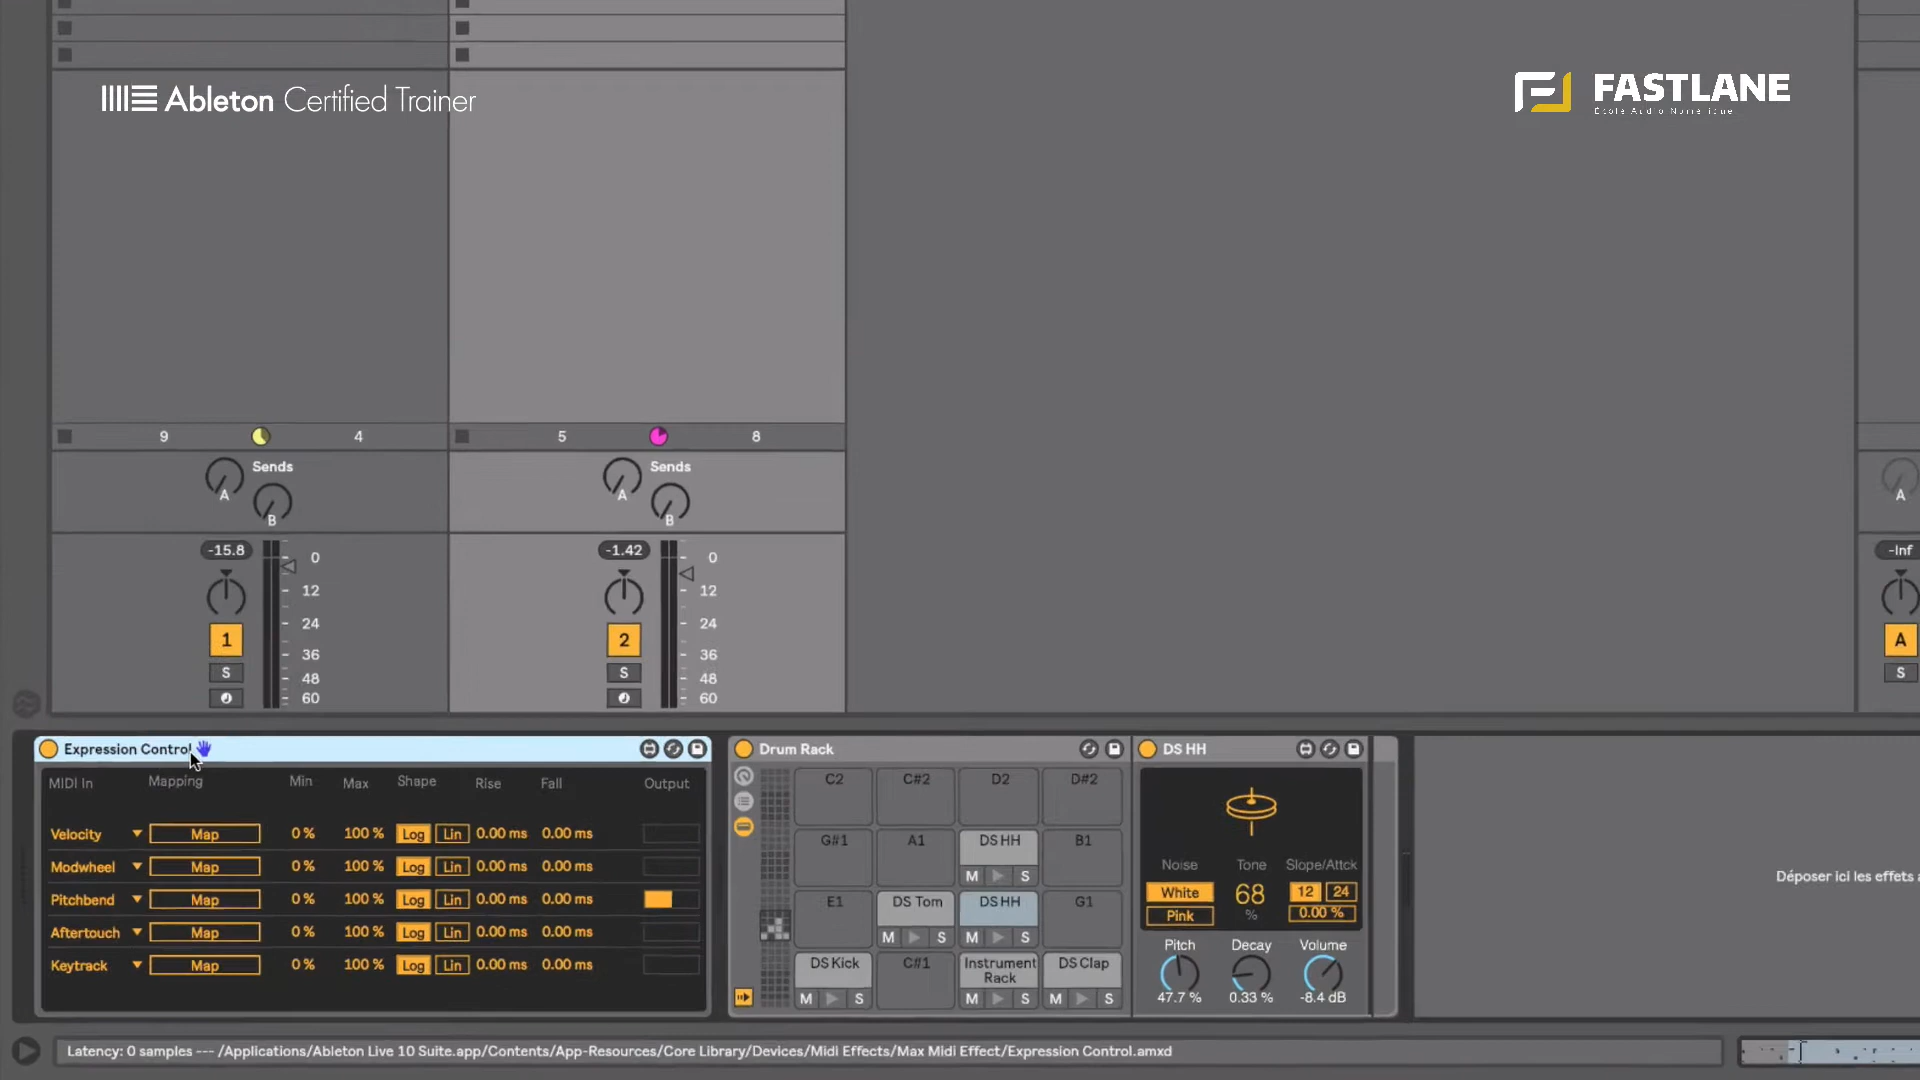 Ableton Certified Trainer
FASTLANE
École Audio Numérique
9 4 5 8
Sends Sends
A A A
B B
-15.8 -1.42 -Inf
0 0
12 12
24 24
1 2 A
36 36
S S S
48 48
60 60
Expression Control
MIDI In Mapping Min Max Shape Rise Fall Output
Velocity Map 0 % 100 % Log Lin 0.00 ms 0.00 ms
Modwheel Map 0 % 100 % Log Lin 0.00 ms 0.00 ms
Pitchbend Map 0 % 100 % Log Lin 0.00 ms 0.00 ms
Aftertouch Map 0 % 100 % Log Lin 0.00 ms 0.00 ms
Keytrack Map 0 % 100 % Log Lin 0.00 ms 0.00 ms
Drum Rack
C2 C#2 D2 D#2
G#1 A1 DS HH B1
M S
E1 DS Tom DS HH G1
M S M S
DS Kick C#1 Instrument Rack DS Clap
M S M S M S
DS HH
Noise Tone Slope/Attck
White 68 12 24
Pink % 0.00 %
Pitch Decay Volume
47.7 % 0.33 % -8.4 dB
Déposer ici les effets a
Latency: 0 samples --- /Applications/Ableton Live 10 Suite.app/Contents/App-Resources/Core Library/Devices/Midi Effects/Max Midi Effect/Expression Control.amxd